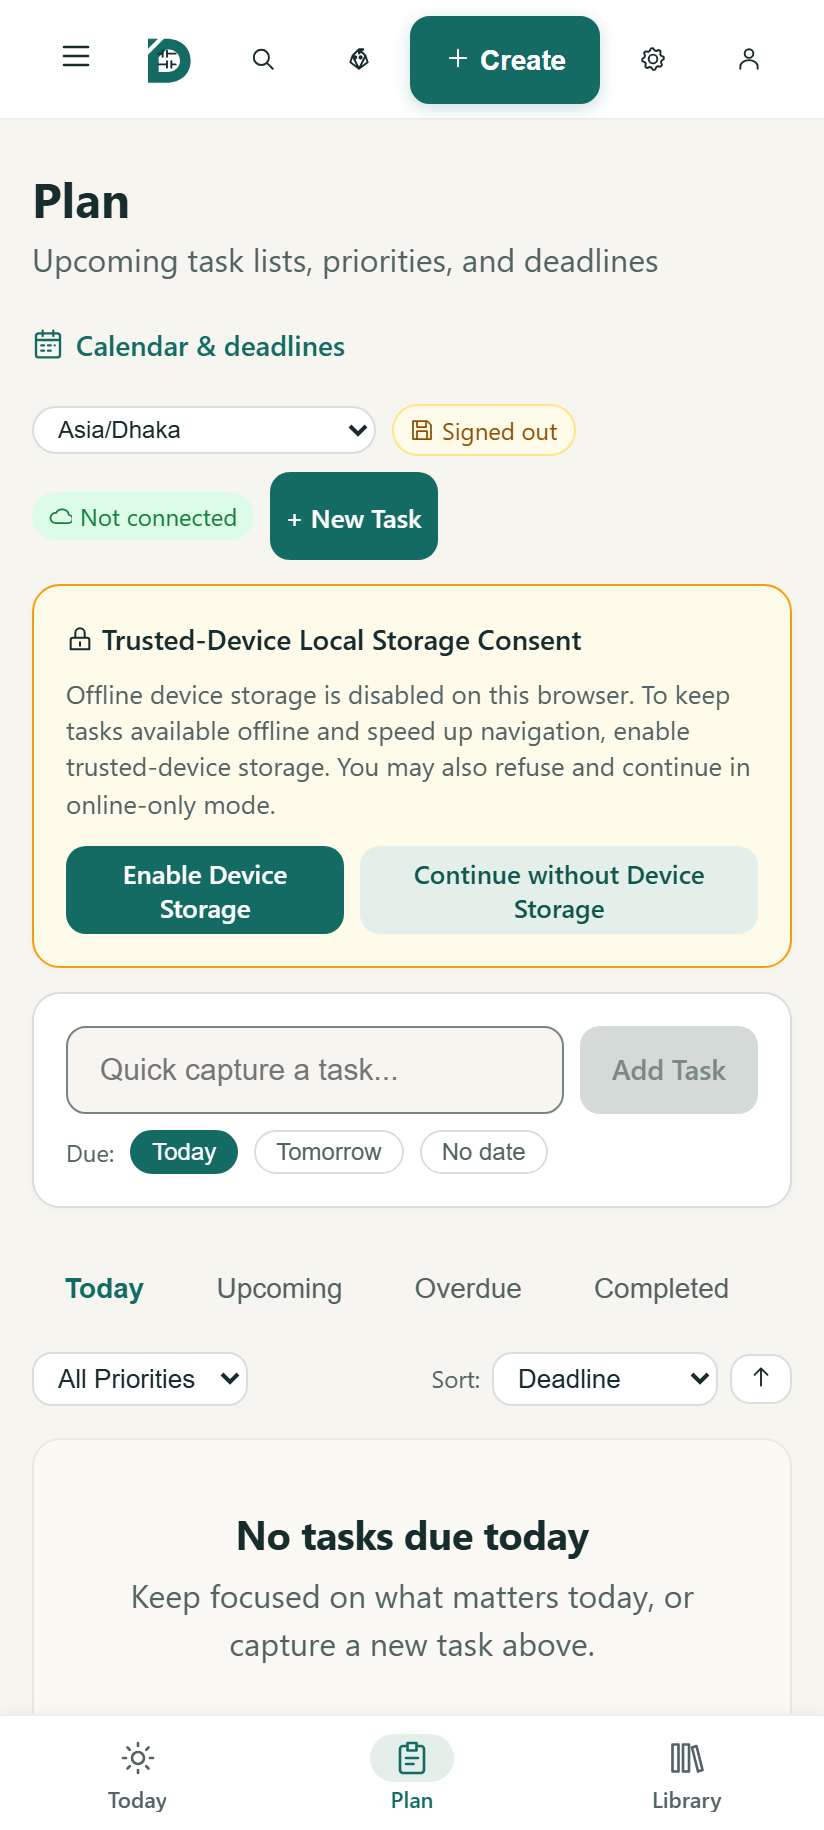 + Create
Plan
Upcoming task lists, priorities, and deadlines
Calendar & deadlines
Asia/Dhaka
Signed out
Not connected
+ New Task
Trusted-Device Local Storage Consent
Offline device storage is disabled on this browser. To keep
tasks available offline and speed up navigation, enable
trusted-device storage. You may also refuse and continue in
online-only mode.
Enable Device
Storage
Continue without Device
Storage
Quick capture a task...
Add Task
Due: Today Tomorrow No date
Today Upcoming Overdue Completed
All Priorities Sort: Deadline ↑
No tasks due today
Keep focused on what matters today, or
capture a new task above.
Today Plan Library